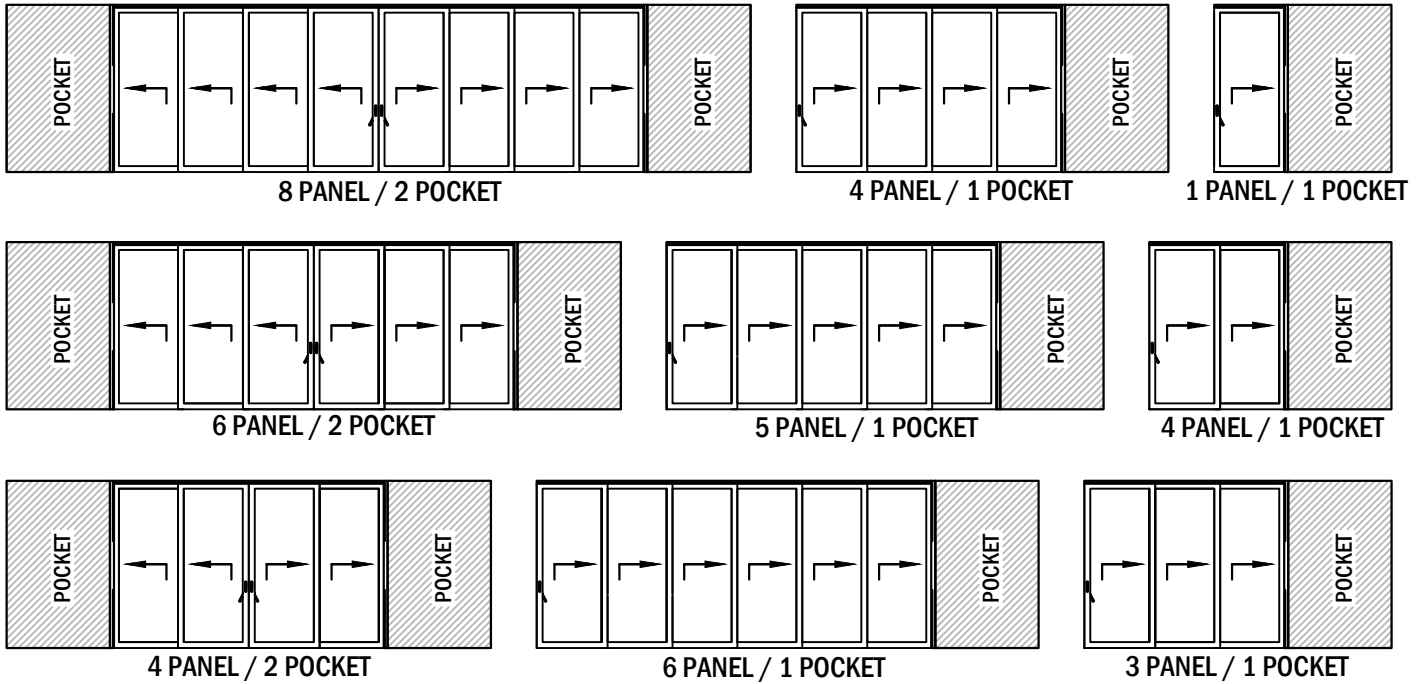 POCKET
POCKET
8 PANEL / 2 POCKET
POCKET
4 PANEL / 1 POCKET
POCKET
1 PANEL / 1 POCKET
POCKET
POCKET
6 PANEL / 2 POCKET
POCKET
5 PANEL / 1 POCKET
POCKET
4 PANEL / 1 POCKET
POCKET
POCKET
4 PANEL / 2 POCKET
POCKET
6 PANEL / 1 POCKET
POCKET
3 PANEL / 1 POCKET